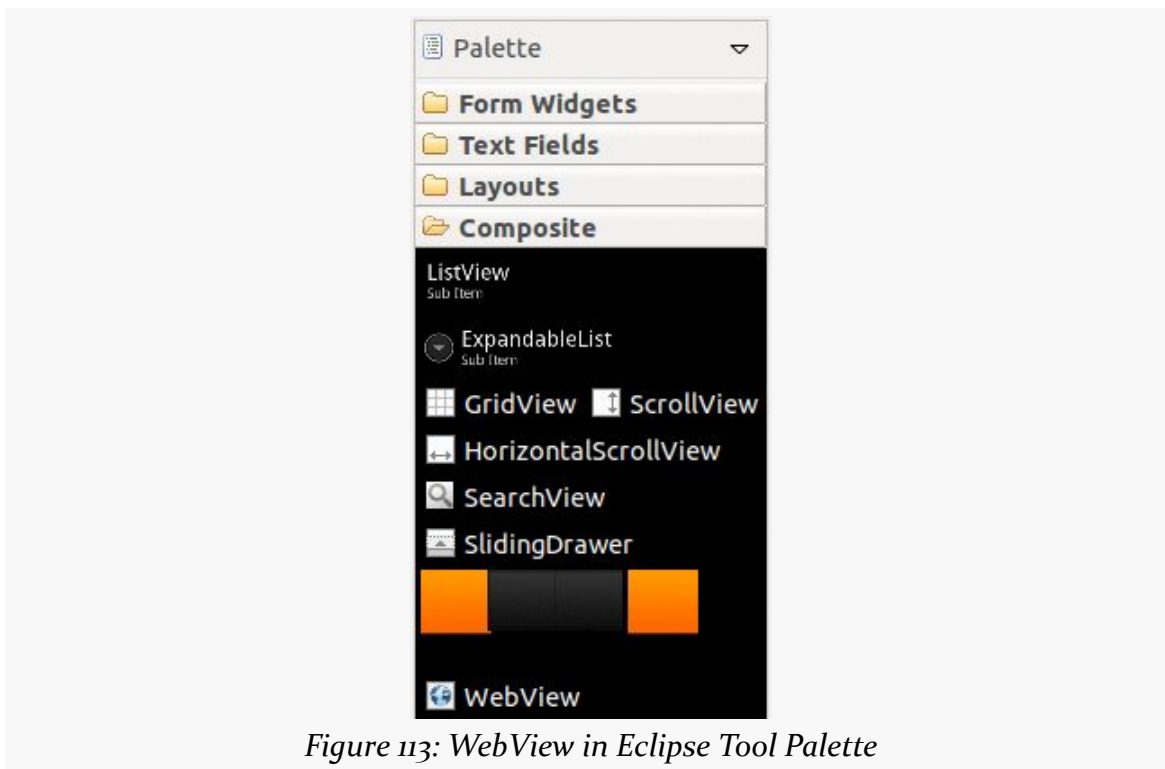 Palette
Form Widgets
Text Fields
Layouts
Composite
ListView
Sub Item
ExpandableList
Sub Item
GridView ScrollView
HorizontalScrollView
SearchView
SlidingDrawer
WebView
Figure 113: WebView in Eclipse Tool Palette